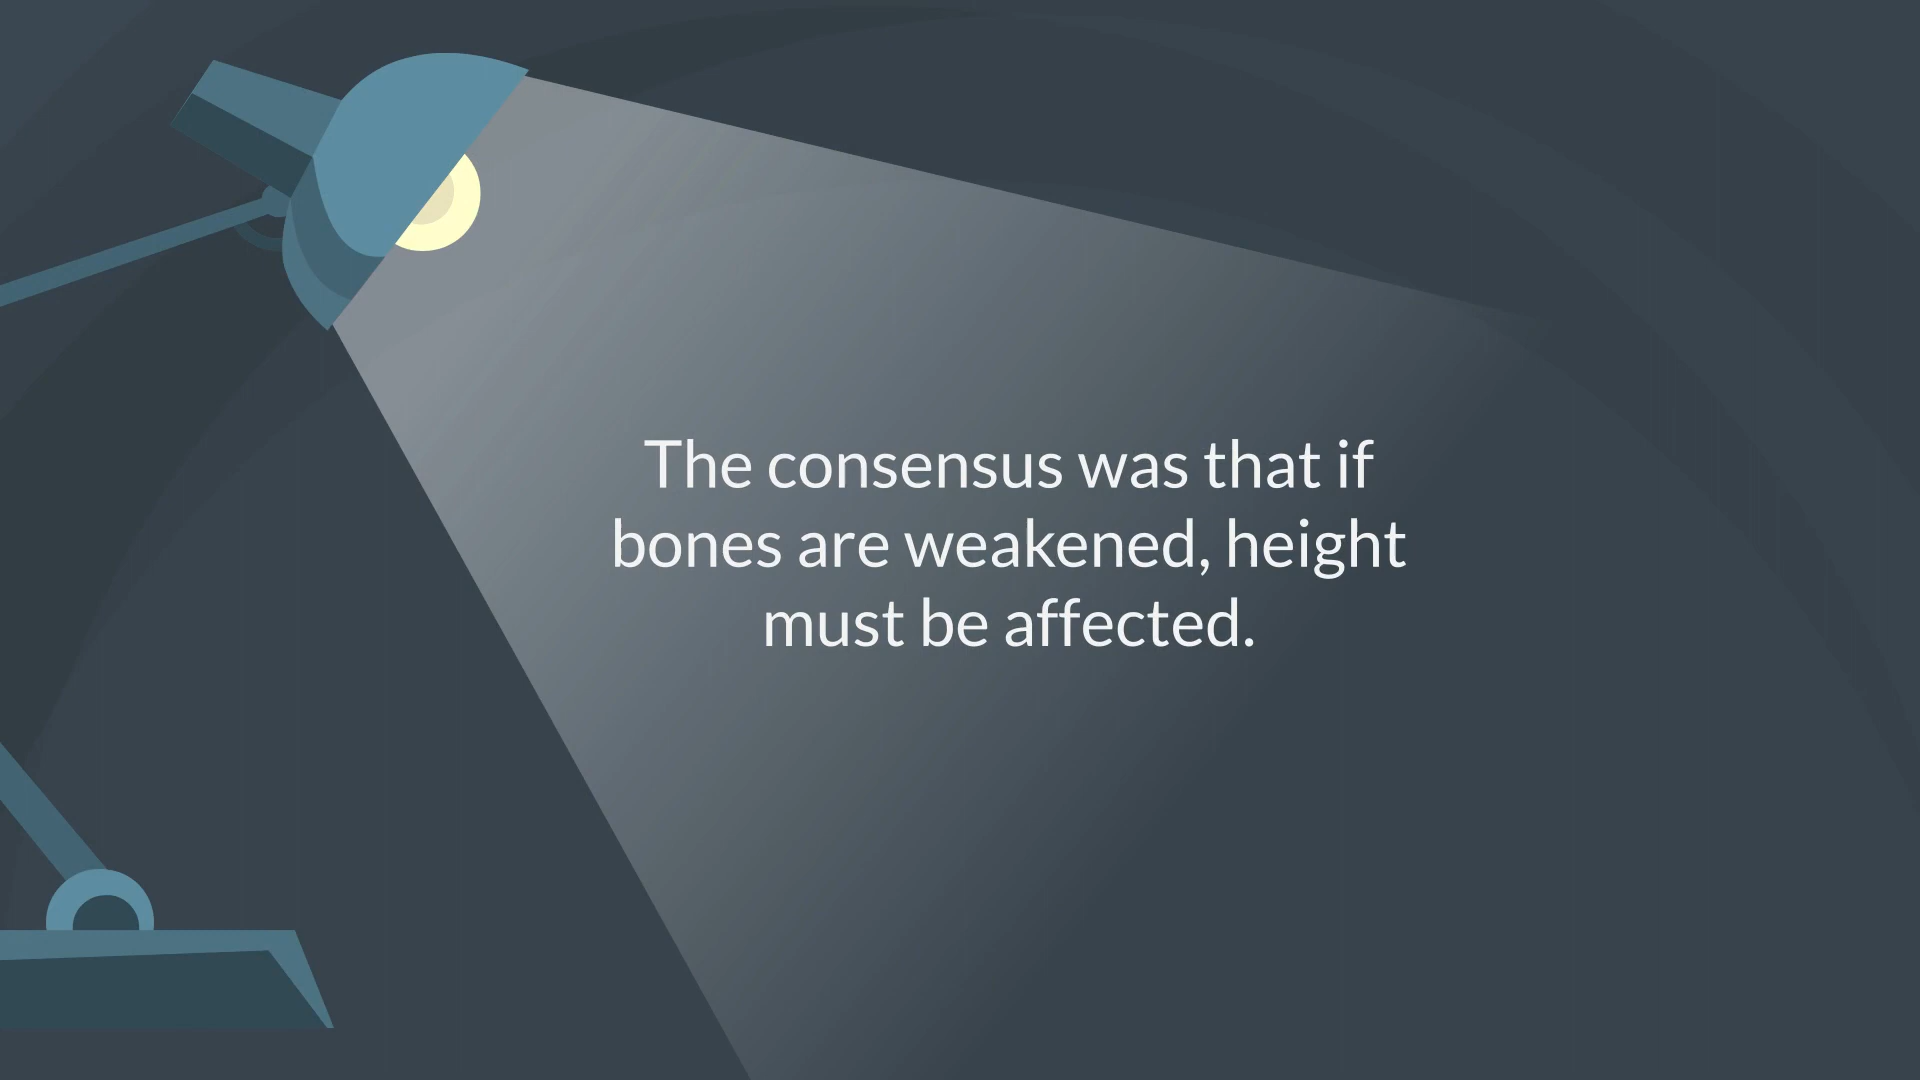 The consensus was that if
bones are weakened, height
must be affected.